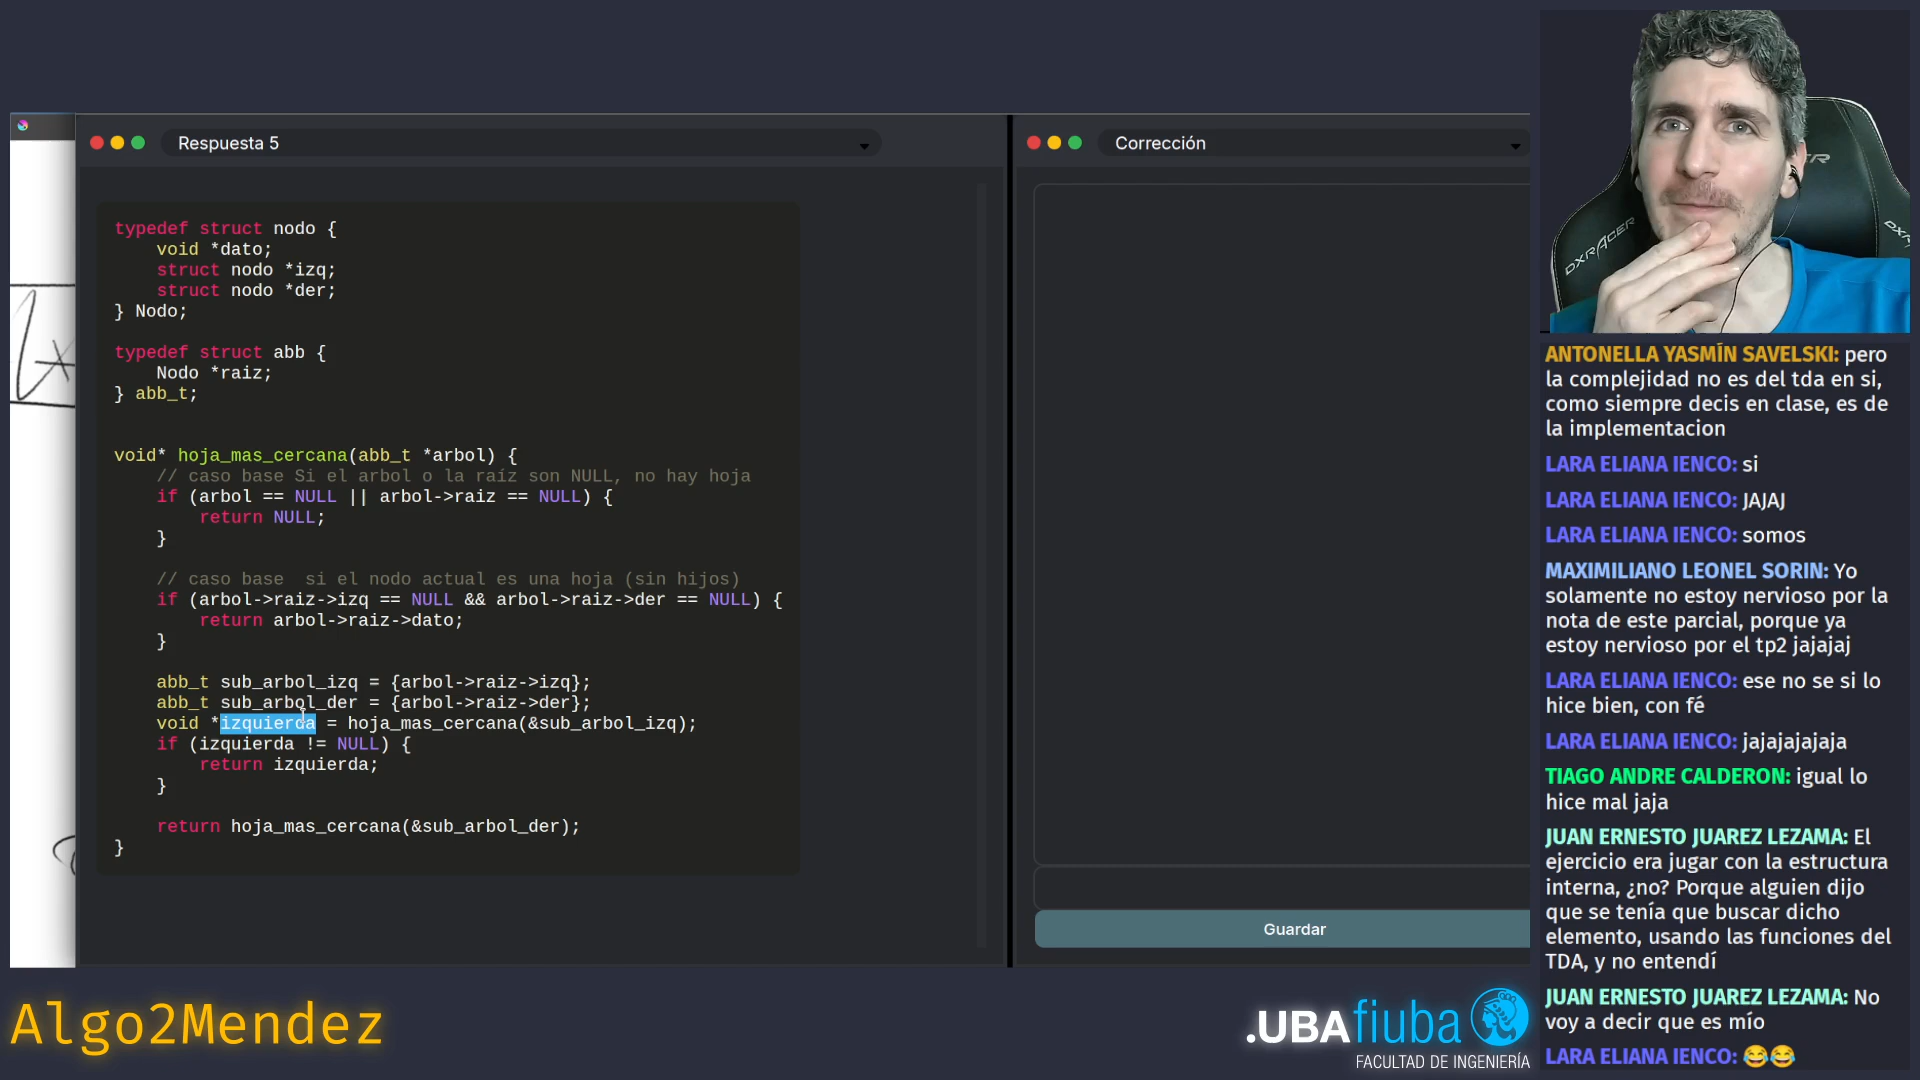 Respuesta 5
typedef struct nodo {
    void *dato;
    struct nodo *izq;
    struct nodo *der;
} Nodo;
typedef struct abb {
    Nodo *raiz;
} abb_t;
void* hoja_mas_cercana(abb_t *arbol) {
    // caso base Si el arbol o la raíz son NULL, no hay hoja
    if (arbol == NULL || arbol->raiz == NULL) {
        return NULL;
    }
    // caso base  si el nodo actual es una hoja (sin hijos)
    if (arbol->raiz->izq == NULL && arbol->raiz->der == NULL) {
        return arbol->raiz->dato;
    }
    abb_t sub_arbol_izq = {arbol->raiz->izq};
    abb_t sub_arbol_der = {arbol->raiz->der};
    void *izquierda = hoja_mas_cercana(&sub_arbol_izq);
    if (izquierda != NULL) {
        return izquierda;
    }
    return hoja_mas_cercana(&sub_arbol_der);
}
Corrección
Guardar
DXRACER
ANTONELLA YASMÍN SAVELSKI: pero
la complejidad no es del tda en si,
como siempre decis en clase, es de
la implementacion
LARA ELIANA IENCO: si
LARA ELIANA IENCO: JAJAJ
LARA ELIANA IENCO: somos
MAXIMILIANO LEONEL SORIN: Yo
solamente no estoy nervioso por la
nota de este parcial, porque ya
estoy nervioso por el tp2 jajajaj
LARA ELIANA IENCO: ese no se si lo
hice bien, con fé
LARA ELIANA IENCO: jajajajajaja
TIAGO ANDRE CALDERON: igual lo
hice mal jaja
JUAN ERNESTO JUAREZ LEZAMA: El
ejercicio era jugar con la estructura
interna, ¿no? Porque alguien dijo
que se tenía que buscar dicho
elemento, usando las funciones del
TDA, y no entendí
JUAN ERNESTO JUAREZ LEZAMA: No
voy a decir que es mío
LARA ELIANA IENCO: 😂😂
Algo2Mendez
.UBAfiuba
FACULTAD DE INGENIERÍA